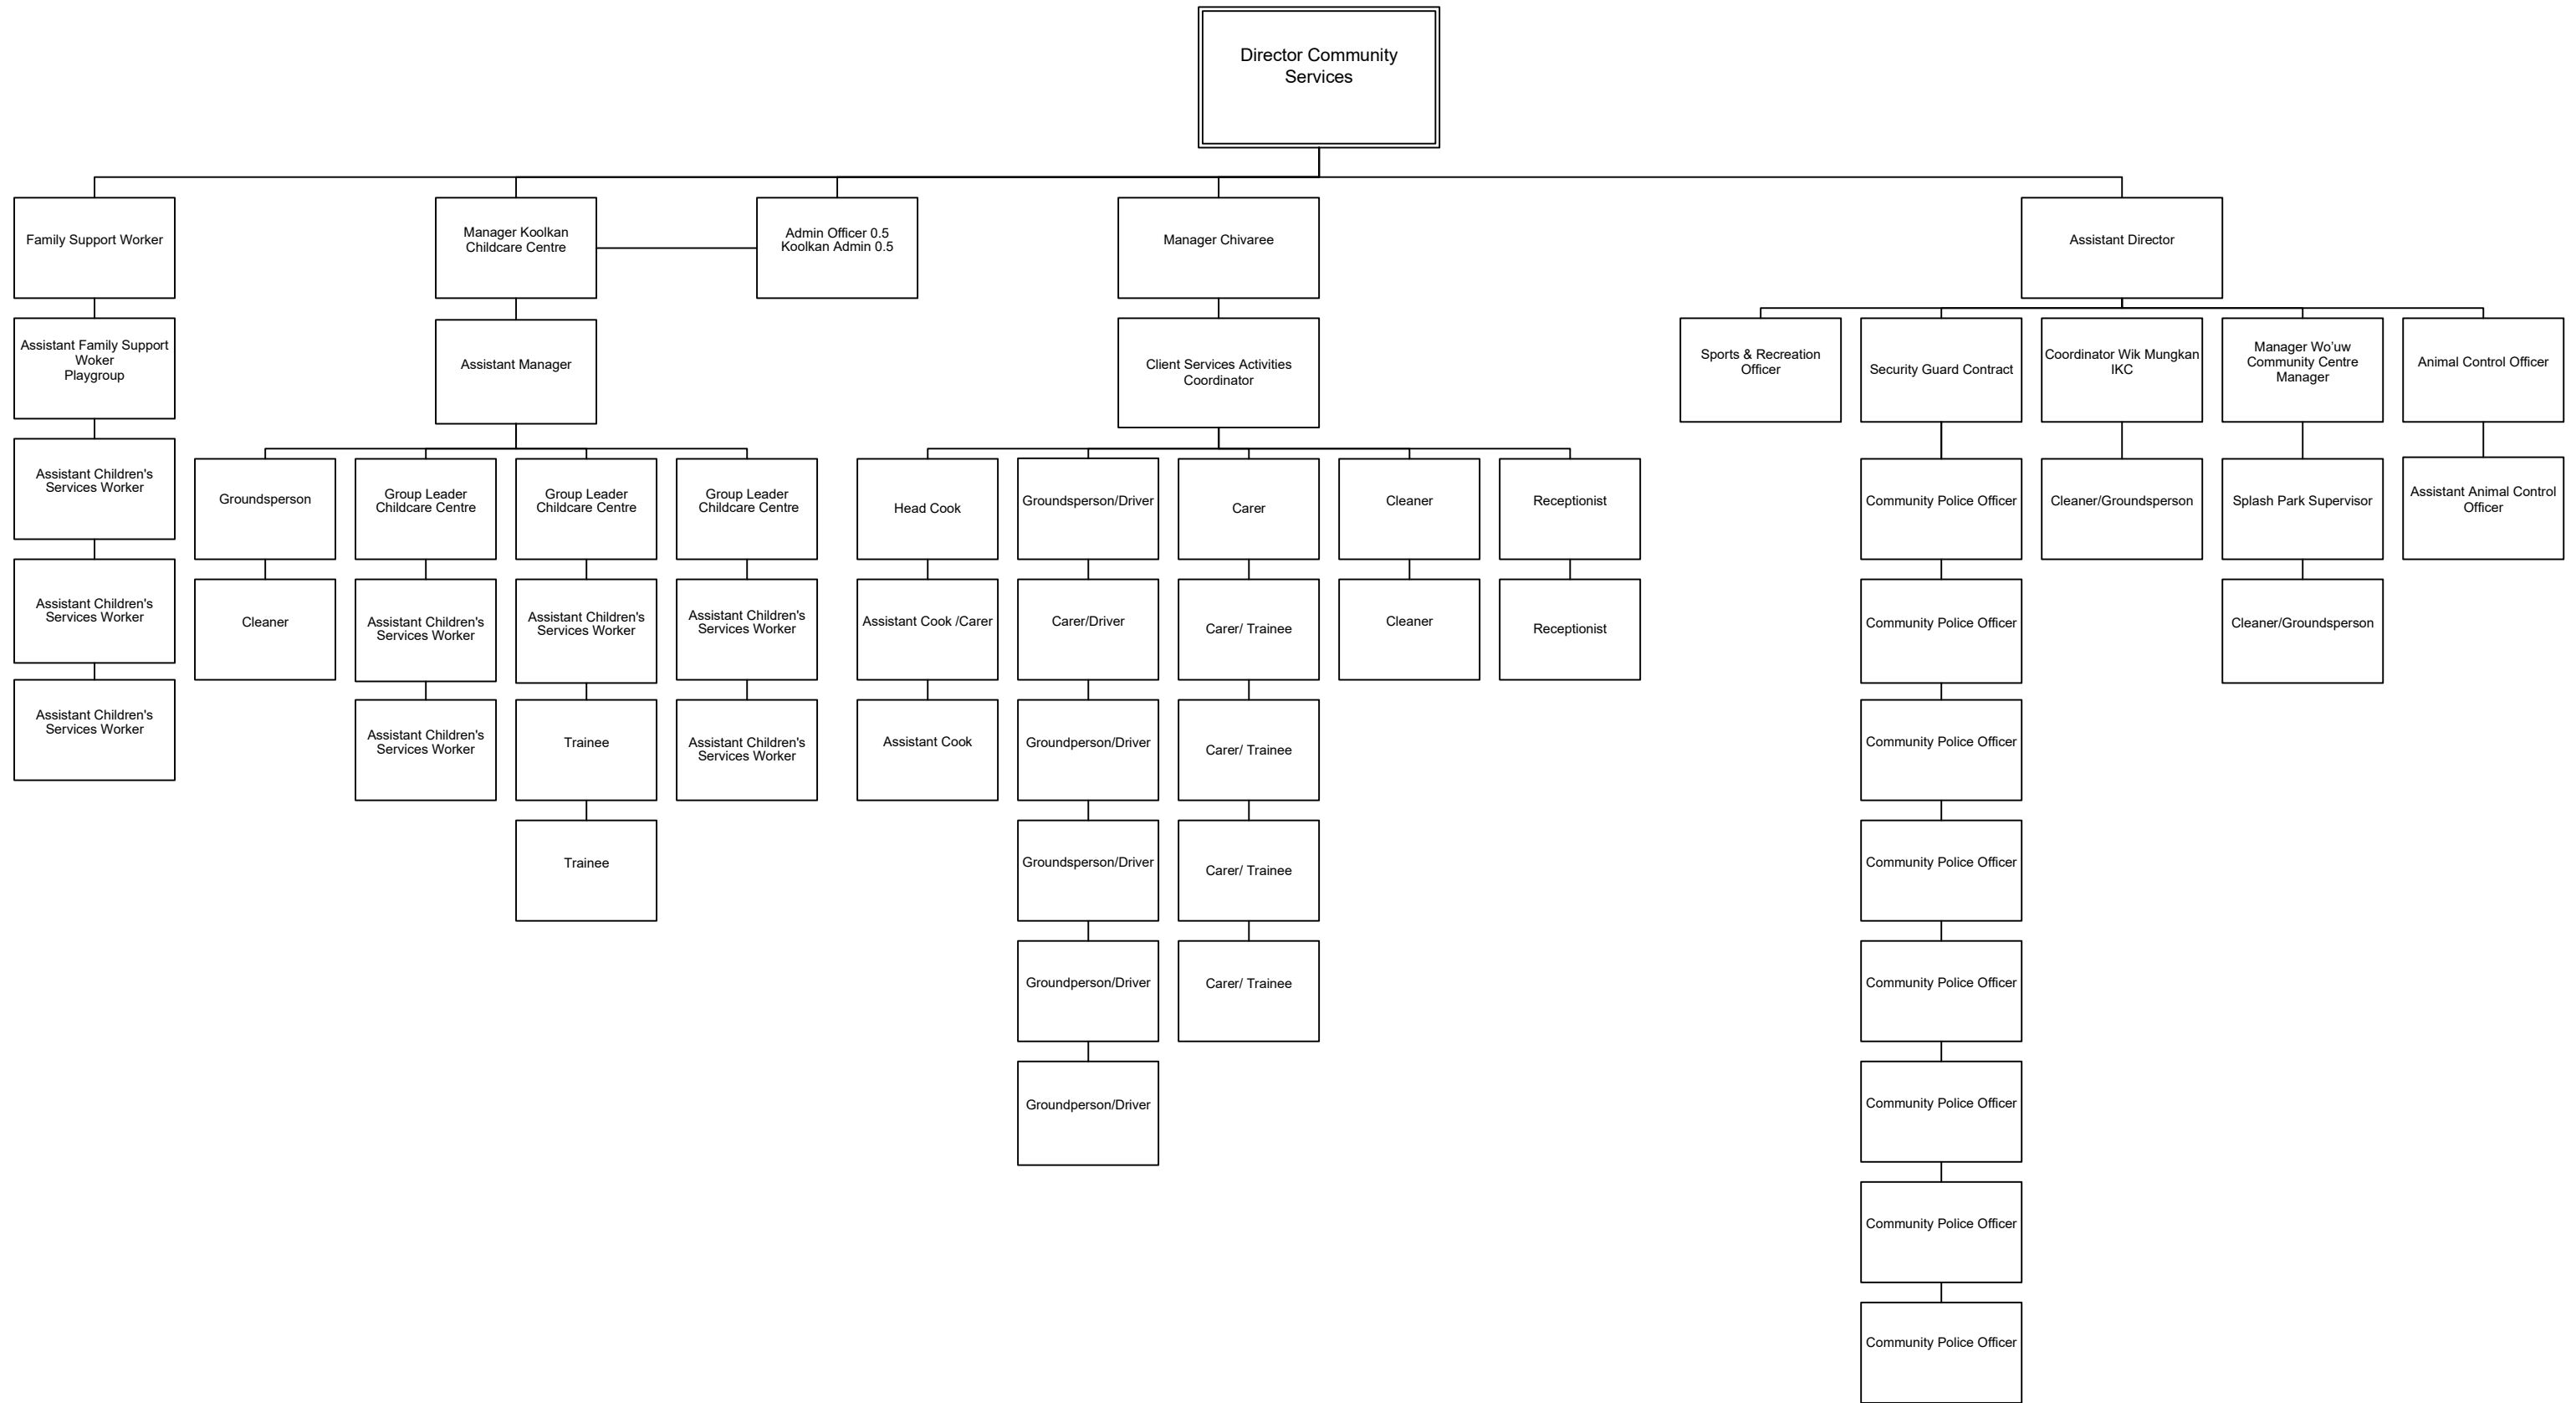 Director Community
Services
Family Support Worker
Manager Koolkan
Childcare Centre
Admin Officer 0.5
Koolkan Admin 0.5
Manager Chivaree
Assistant Director
Assistant Family Support
Woker
Playgroup
Assistant Manager
Client Services Activities
Coordinator
Sports & Recreation
Officer
Security Guard Contract
Coordinator Wik Mungkan
IKC
Manager Wo’uw
Community Centre
Manager
Animal Control Officer
Assistant Children's
Services Worker
Groundsperson
Group Leader
Childcare Centre
Group Leader
Childcare Centre
Group Leader
Childcare Centre
Head Cook
Groundsperson/Driver
Carer
Cleaner
Receptionist
Community Police Officer
Cleaner/Groundsperson
Splash Park Supervisor
Assistant Animal Control
Officer
Assistant Children's
Services Worker
Cleaner
Assistant Children's
Services Worker
Assistant Children's
Services Worker
Assistant Children's
Services Worker
Assistant Cook /Carer
Carer/Driver
Carer/ Trainee
Cleaner
Receptionist
Community Police Officer
Cleaner/Groundsperson
Assistant Children's
Services Worker
Assistant Children's
Services Worker
Trainee
Assistant Children's
Services Worker
Assistant Cook
Groundperson/Driver
Carer/ Trainee
Community Police Officer
Trainee
Groundsperson/Driver
Carer/ Trainee
Community Police Officer
Groundperson/Driver
Carer/ Trainee
Community Police Officer
Groundperson/Driver
Community Police Officer
Community Police Officer
Community Police Officer